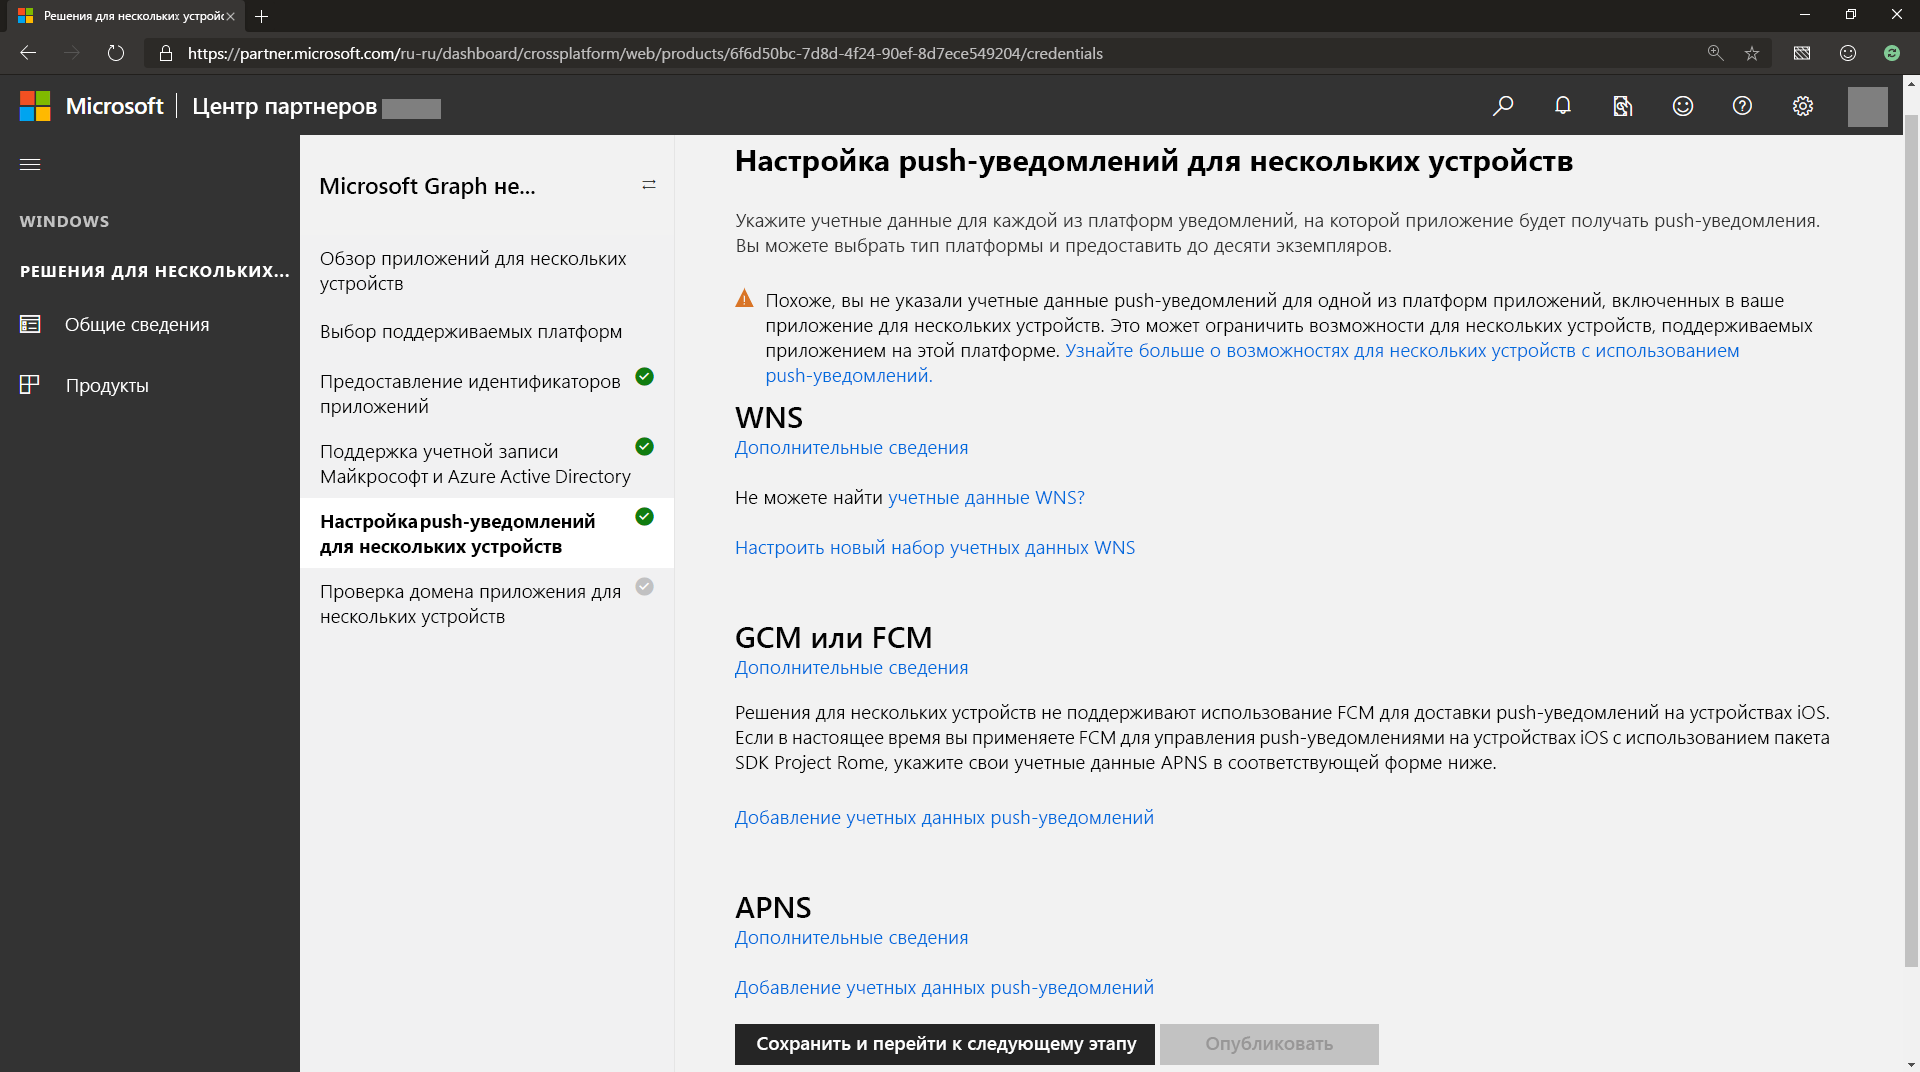 Решения для нескольких устройс
https://partner.microsoft.com/ru-ru/dashboard/crossplatform/web/products/6f6d50bc-7d8d-4f24-90ef-8d7ece549204/credentials
Microsoft | Центр партнеров
WINDOWS
РЕШЕНИЯ ДЛЯ НЕСКОЛЬКИХ...
Общие сведения
Продукты
Microsoft Graph не...
Обзор приложений для нескольких
устройств
Выбор поддерживаемых платформ
Предоставление идентификаторов
приложений
Поддержка учетной записи
Майкрософт и Azure Active Directory
Настройка push-уведомлений
для нескольких устройств
Проверка домена приложения для
нескольких устройств
Настройка push-уведомлений для нескольких устройств
Укажите учетные данные для каждой из платформ уведомлений, на которой приложение будет получать push-уведомления.
Вы можете выбрать тип платформы и предоставить до десяти экземпляров.
Похоже, вы не указали учетные данные push-уведомлений для одной из платформ приложений, включенных в ваше
приложение для нескольких устройств. Это может ограничить возможности для нескольких устройств, поддерживаемых
приложением на этой платформе. Узнайте больше о возможностях для нескольких устройств с использованием
push-уведомлений.
WNS
Дополнительные сведения
Не можете найти учетные данные WNS?
Настроить новый набор учетных данных WNS
GCM или FCM
Дополнительные сведения
Решения для нескольких устройств не поддерживают использование FCM для доставки push-уведомлений на устройствах iOS.
Если в настоящее время вы применяете FCM для управления push-уведомлениями на устройствах iOS с использованием пакета
SDK Project Rome, укажите свои учетные данные APNS в соответствующей форме ниже.
Добавление учетных данных push-уведомлений
APNS
Дополнительные сведения
Добавление учетных данных push-уведомлений
Сохранить и перейти к следующему этапу
Опубликовать